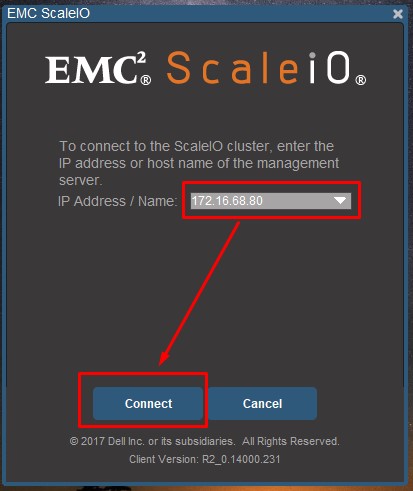 EMC ScaleIO
EMC²® ScaleiO®
To connect to the ScaleIO cluster, enter the
IP address or host name of the management
server.
IP Address / Name: 172.16.68.80
Connect Cancel
© 2017 Dell Inc. or its subsidiaries. All Rights Reserved.
Client Version: R2_0.14000.231